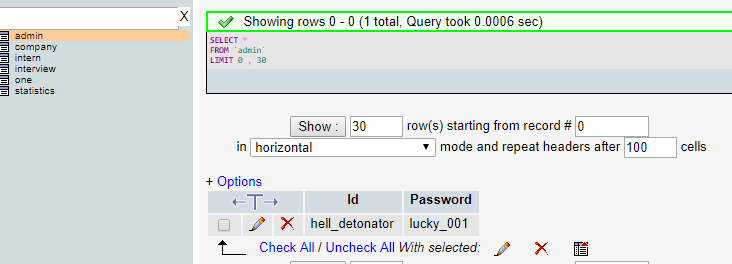 X
admin
company
intern
interview
one
statistics
Showing rows 0 - 0 (1 total, Query took 0.0006 sec)
SELECT *
FROM `admin`
LIMIT 0 , 30
Show : 30 row(s) starting from record # 0
in horizontal mode and repeat headers after 100 cells
+ Options
←T→ Id Password
hell_detonator lucky_001
Check All / Uncheck All With selected: